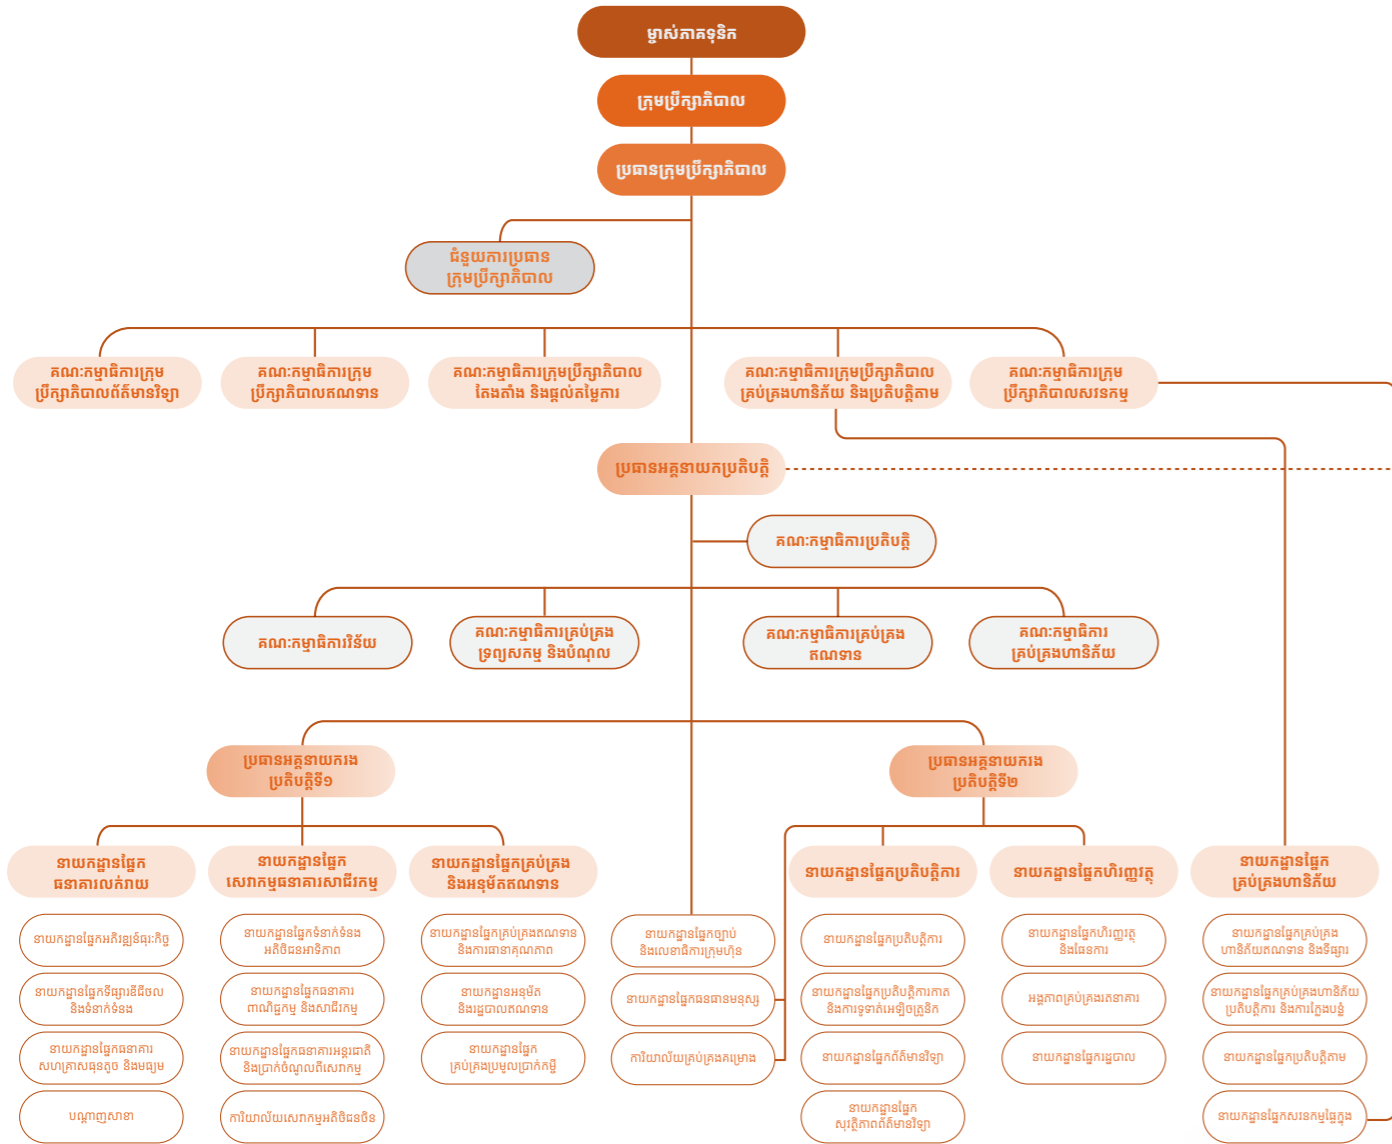 ម្ចាស់ភាគទុនិក
ក្រុមប្រឹក្សាភិបាល
ប្រធានក្រុមប្រឹក្សាភិបាល
ជំនួយការប្រធាន
ក្រុមប្រឹក្សាភិបាល
គណៈកម្មាធិការក្រុម
ប្រឹក្សាភិបាលព័ត៌មានវិទ្យា
គណៈកម្មាធិការក្រុម
ប្រឹក្សាភិបាលឥណទាន
គណៈកម្មាធិការក្រុមប្រឹក្សាភិបាល
តែងតាំង និងផ្តល់តម្លៃការ
គណៈកម្មាធិការក្រុមប្រឹក្សាភិបាល
គ្រប់គ្រងហានិភ័យ និងប្រតិបត្តិតាម
គណៈកម្មាធិការក្រុម
ប្រឹក្សាភិបាលសវនកម្ម
ប្រធានអគ្គនាយកប្រតិបត្តិ
គណៈកម្មាធិការប្រតិបត្តិ
គណៈកម្មាធិការវិន័យ
គណៈកម្មាធិការគ្រប់គ្រង
ទ្រព្យសកម្ម និងបំណុល
គណៈកម្មាធិការគ្រប់គ្រង
ឥណទាន
គណៈកម្មាធិការ
គ្រប់គ្រងហានិភ័យ
ប្រធានអគ្គនាយករង
ប្រតិបត្តិទី១
ប្រធានអគ្គនាយករង
ប្រតិបត្តិទី២
នាយកដ្ឋានផ្នែក
ធនាគារលក់រាយ
នាយកដ្ឋានផ្នែក
សេវាកម្មធនាគារសាជីវកម្ម
នាយកដ្ឋានផ្នែកគ្រប់គ្រង
និងអនុម័តឥណទាន
នាយកដ្ឋានផ្នែកប្រតិបត្តិការ
នាយកដ្ឋានផ្នែកហិរញ្ញវត្ថុ
នាយកដ្ឋានផ្នែក
គ្រប់គ្រងហានិភ័យ
នាយកដ្ឋានផ្នែកអភិវឌ្ឍន៍ធុរៈកិច្ច
នាយកដ្ឋានផ្នែកទំនាក់ទំនង
អតិថិជនអាទិភាព
នាយកដ្ឋានផ្នែកគ្រប់គ្រងឥណទាន
និងការធានាគុណភាព
នាយកដ្ឋានផ្នែកច្បាប់
និងលេខាធិការក្រុមហ៊ុន
នាយកដ្ឋានផ្នែកប្រតិបត្តិការ
នាយកដ្ឋានផ្នែកហិរញ្ញវត្ថុ
និងផែនការ
នាយកដ្ឋានផ្នែកគ្រប់គ្រង
ហានិភ័យឥណទាន និងទីផ្សារ
នាយកដ្ឋានផ្នែកទីផ្សារឌីជីថល
និងទំនាក់ទំនង
នាយកដ្ឋានផ្នែកធនាគារ
ពាណិជ្ជកម្ម និងសាជីវកម្ម
នាយកដ្ឋានអនុម័ត
និងរដ្ឋបាលឥណទាន
នាយកដ្ឋានផ្នែកធនធានមនុស្ស
នាយកដ្ឋានផ្នែកប្រតិបត្តិការកាត
និងការទូទាត់អេឡិចត្រូនិក
អង្គភាពគ្រប់គ្រងរតនាគារ
នាយកដ្ឋានផ្នែកគ្រប់គ្រងហានិភ័យ
ប្រតិបត្តិការ និងការក្លែងបន្លំ
នាយកដ្ឋានផ្នែកធនាគារ
សហគ្រាសធុនតូច និងមធ្យម
នាយកដ្ឋានផ្នែកធនាគារអន្តរជាតិ
និងប្រាក់ចំណូលពីសេវាកម្ម
នាយកដ្ឋានផ្នែក
គ្រប់គ្រងប្រមូលប្រាក់កម្ចី
ការិយាល័យគ្រប់គ្រងគម្រោង
នាយកដ្ឋានផ្នែកព័ត៌មានវិទ្យា
នាយកដ្ឋានផ្នែករដ្ឋបាល
នាយកដ្ឋានផ្នែកប្រតិបត្តិតាម
បណ្តាញសាខា
ការិយាល័យសេវាកម្មអតិថិជនចិន
នាយកដ្ឋានផ្នែក
សុវត្ថិភាពព័ត៌មានវិទ្យា
នាយកដ្ឋានផ្នែកសវនកម្មផ្ទៃក្នុង